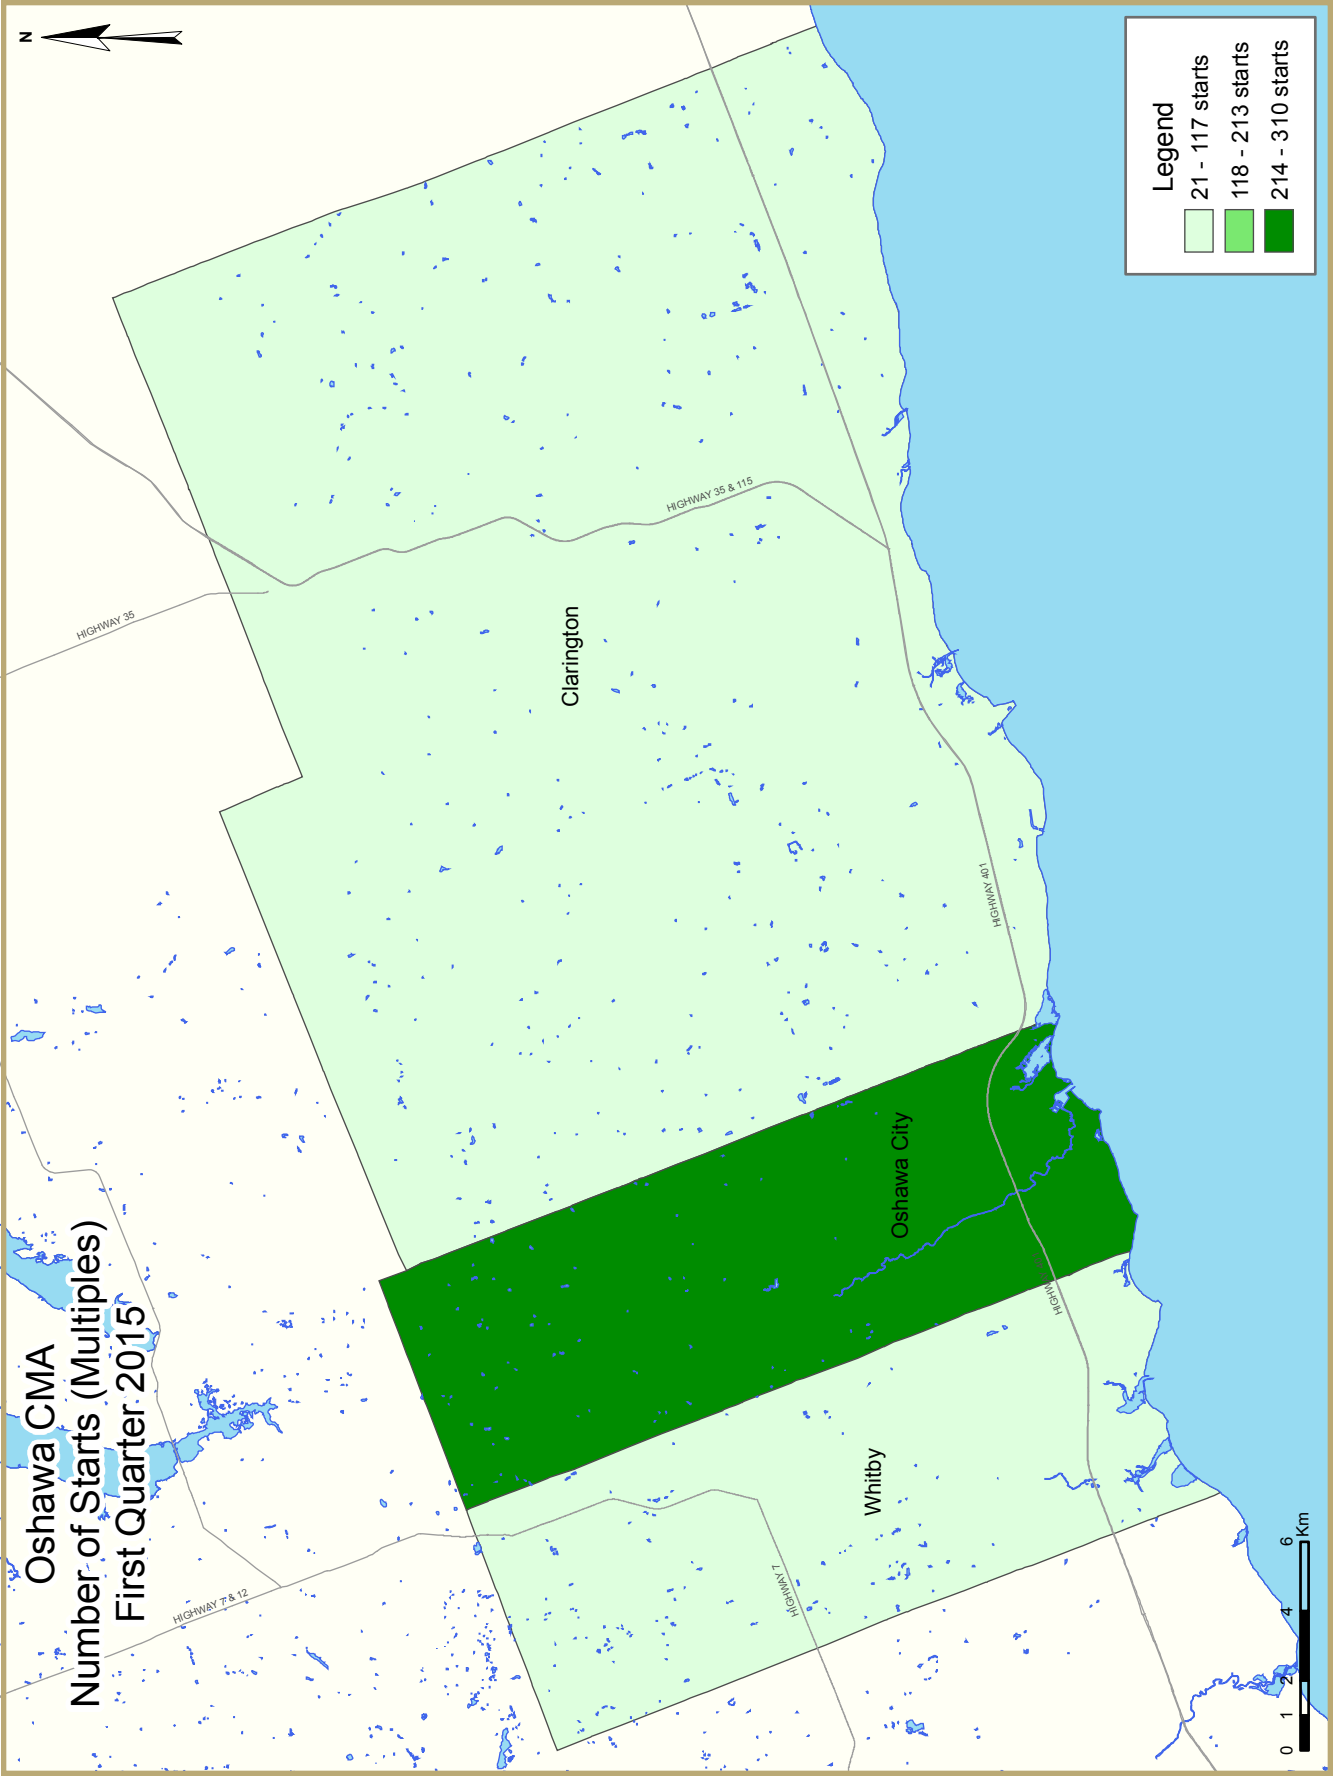 Oshawa CMA
Number of Starts (Multiples)
First Quarter 2015
N
HIGHWAY 7 & 12
HIGHWAY 35
HIGHWAY 35 & 115
Clarington
HIGHWAY 401
Oshawa City
Whitby
HIGHWAY 7
Legend
21 - 117 starts
118 - 213 starts
214 - 310 starts
0 1 2 4 6
Km